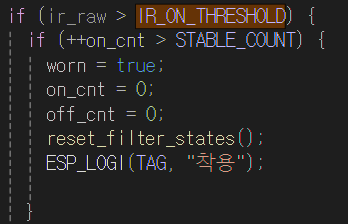 if (ir_raw > IR_ON_THRESHOLD) {
if (++on_cnt > STABLE_COUNT) {
worn = true;
on_cnt = 0;
off_cnt = 0;
reset_filter_states();
ESP_LOGI(TAG, "착용");
}